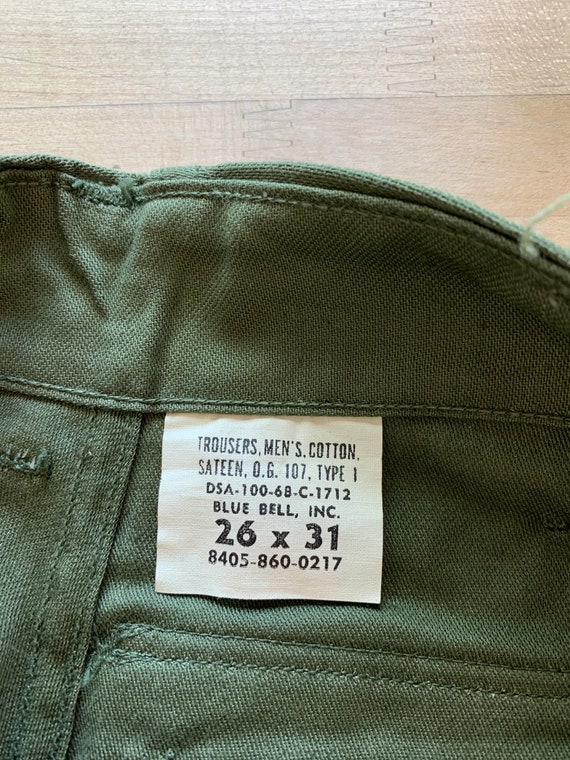 TROUSERS, MEN'S, COTTON,
SATEEN, O.G. 107, TYPE 1
DSA-100-68-C-1712
BLUE BELL, INC.
26 x 31
8405-860-0217